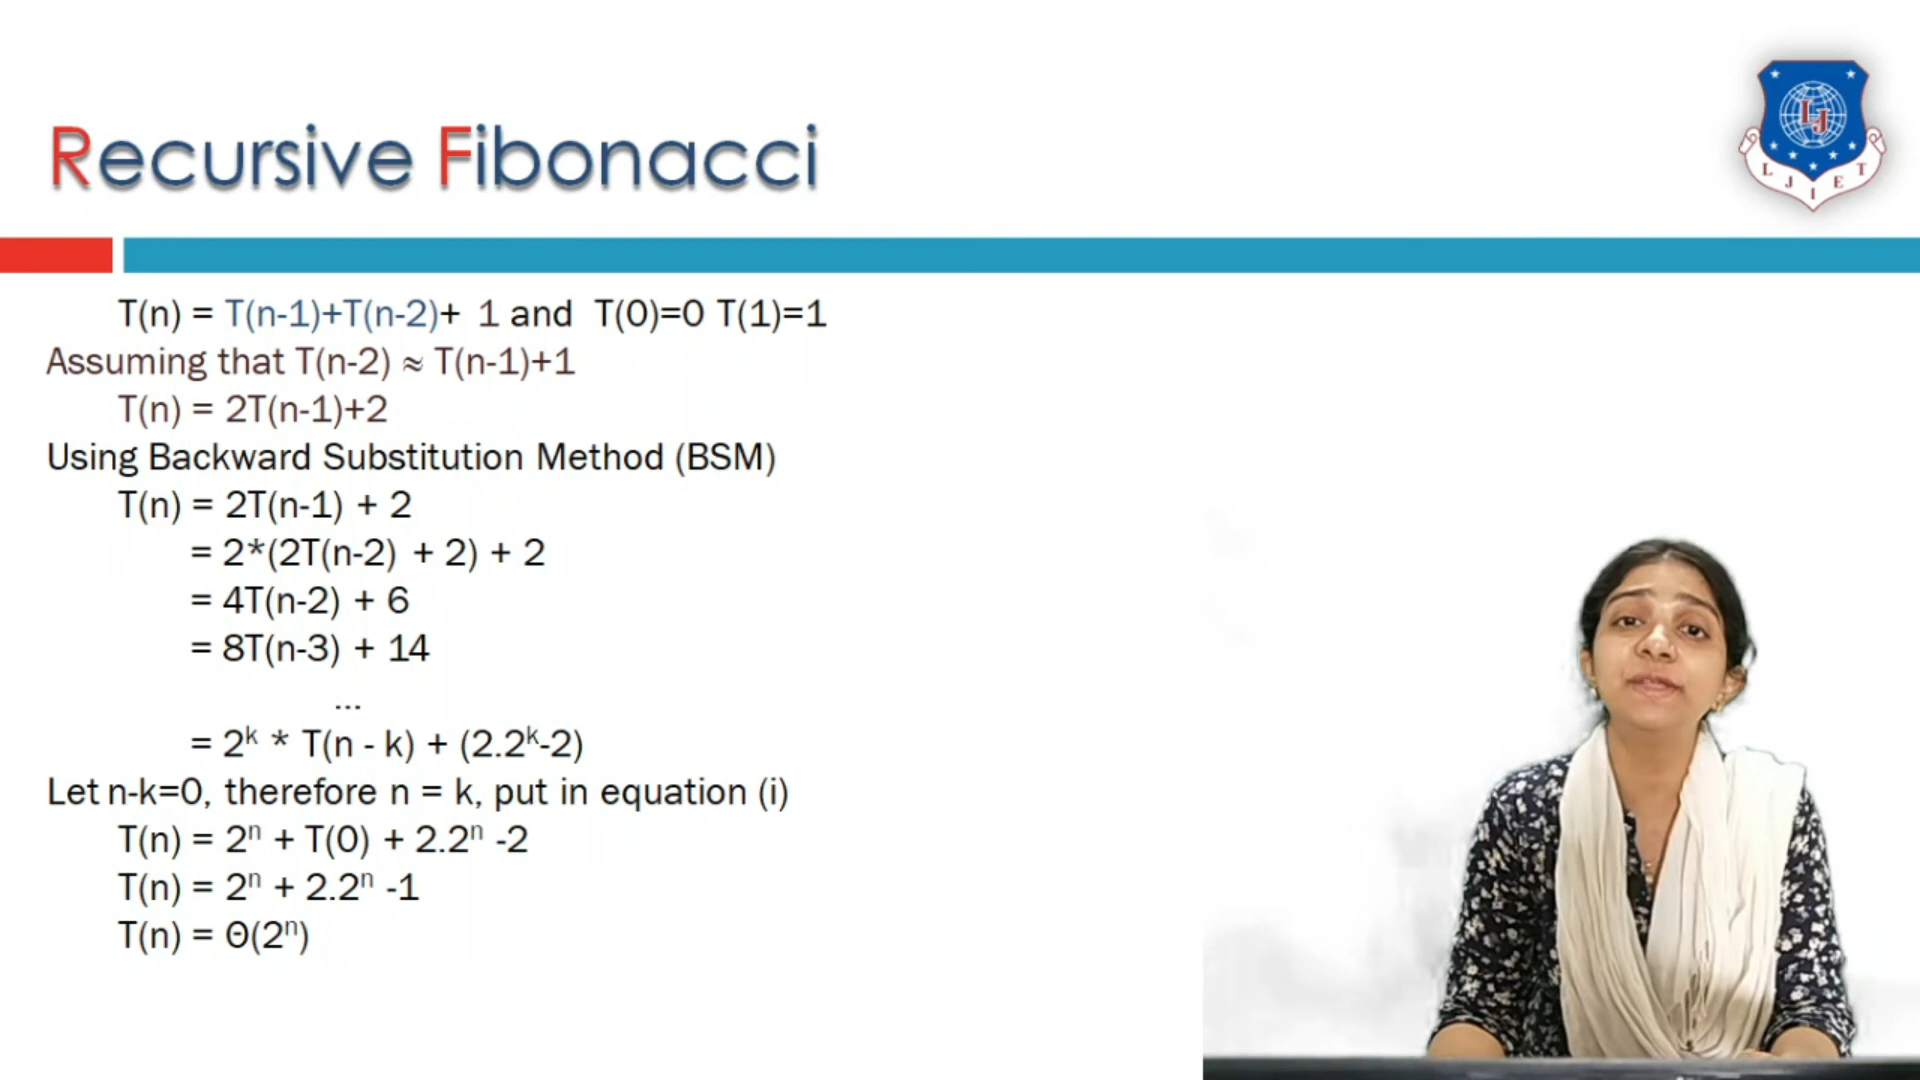 Recursive Fibonacci
LJ
L J I E T
T(n) = T(n-1)+T(n-2)+ 1 and T(0)=0 T(1)=1
Assuming that T(n-2) ≈ T(n-1)+1
T(n) = 2T(n-1)+2
Using Backward Substitution Method (BSM)
T(n) = 2T(n-1) + 2
= 2*(2T(n-2) + 2) + 2
= 4T(n-2) + 6
= 8T(n-3) + 14
...
= 2ᵏ * T(n - k) + (2.2ᵏ-2)
Let n-k=0, therefore n = k, put in equation (i)
T(n) = 2ⁿ + T(0) + 2.2ⁿ -2
T(n) = 2ⁿ + 2.2ⁿ -1
T(n) = Θ(2ⁿ)